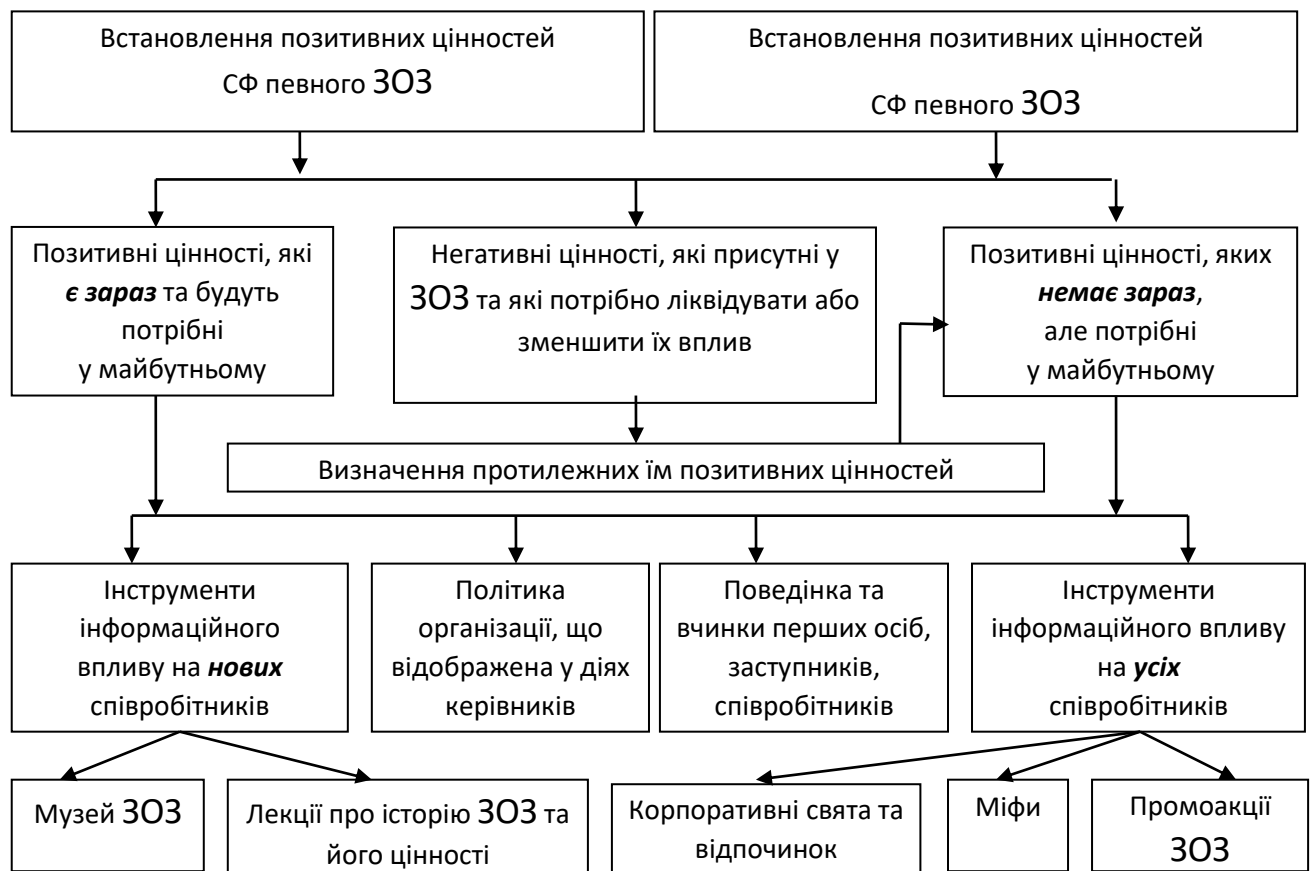 Встановлення позитивних цінностей
СФ певного ЗОЗ
Встановлення позитивних цінностей
СФ певного ЗОЗ
Позитивні цінності, які
є зараз та будуть
потрібні
у майбутньому
Негативні цінності, які присутні у
ЗОЗ та які потрібно ліквідувати або
зменшити їх вплив
Позитивні цінності, яких
немає зараз,
але потрібні
у майбутньому
Визначення протилежних їм позитивних цінностей
Інструменти
інформаційного
впливу на нових
співробітників
Політика
організації, що
відображена у діях
керівників
Поведінка та
вчинки перших осіб,
заступників,
співробітників
Інструменти
інформаційного впливу
на усіх
співробітників
Музей ЗОЗ
Лекції про історію ЗОЗ та
його цінності
Корпоративні свята та
відпочинок
Міфи
Промоакції
ЗОЗ